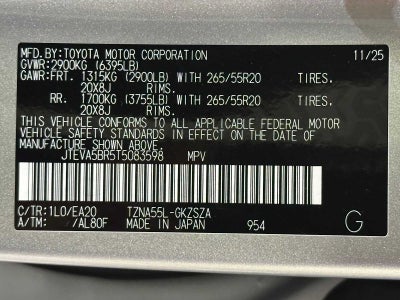 MFD.BY:TOYOTA MOTOR CORPORATION 11/25
GVWR:2900KG (6395LB)
GAWR:FRT. 1315KG (2900LB) WITH 265/55R20 TIRES.
20X8J RIMS.
RR. 1700KG (3755LB) WITH 265/55R20 TIRES.
20X8J RIMS.
THIS VEHICLE CONFORMS TO ALL APPLICABLE FEDERAL MOTOR
VEHICLE SAFETY STANDARDS IN EFFECT ON THE DATE OF
MANUFACTURE SHOWN ABOVE.
JTEVA5BR5T5083598 MPV
C/TR:1L0/EA20 TZNA55L-GKZSZA
A/TM: /AL80F MADE IN JAPAN 954 G